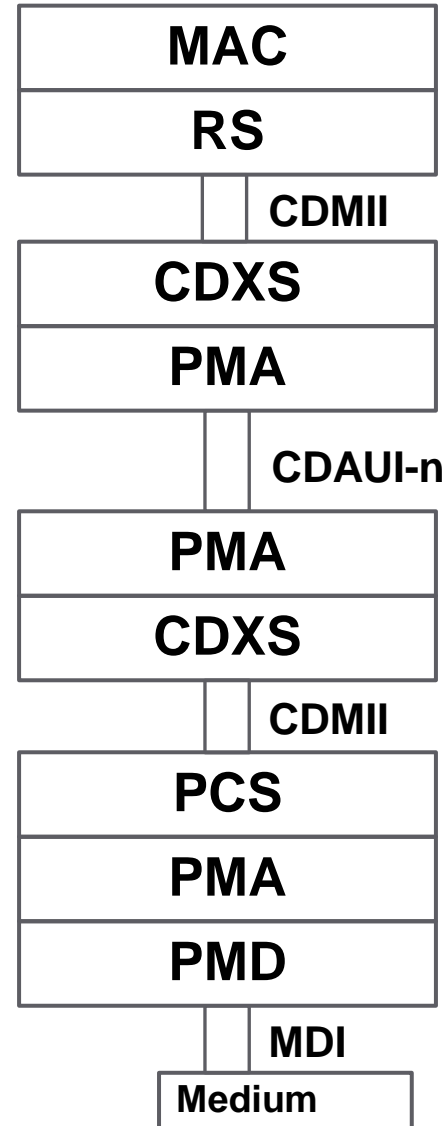 MAC
RS
CDMII
CDXS
PMA
CDAUI-n
PMA
CDXS
CDMII
PCS
PMA
PMD
MDI
Medium